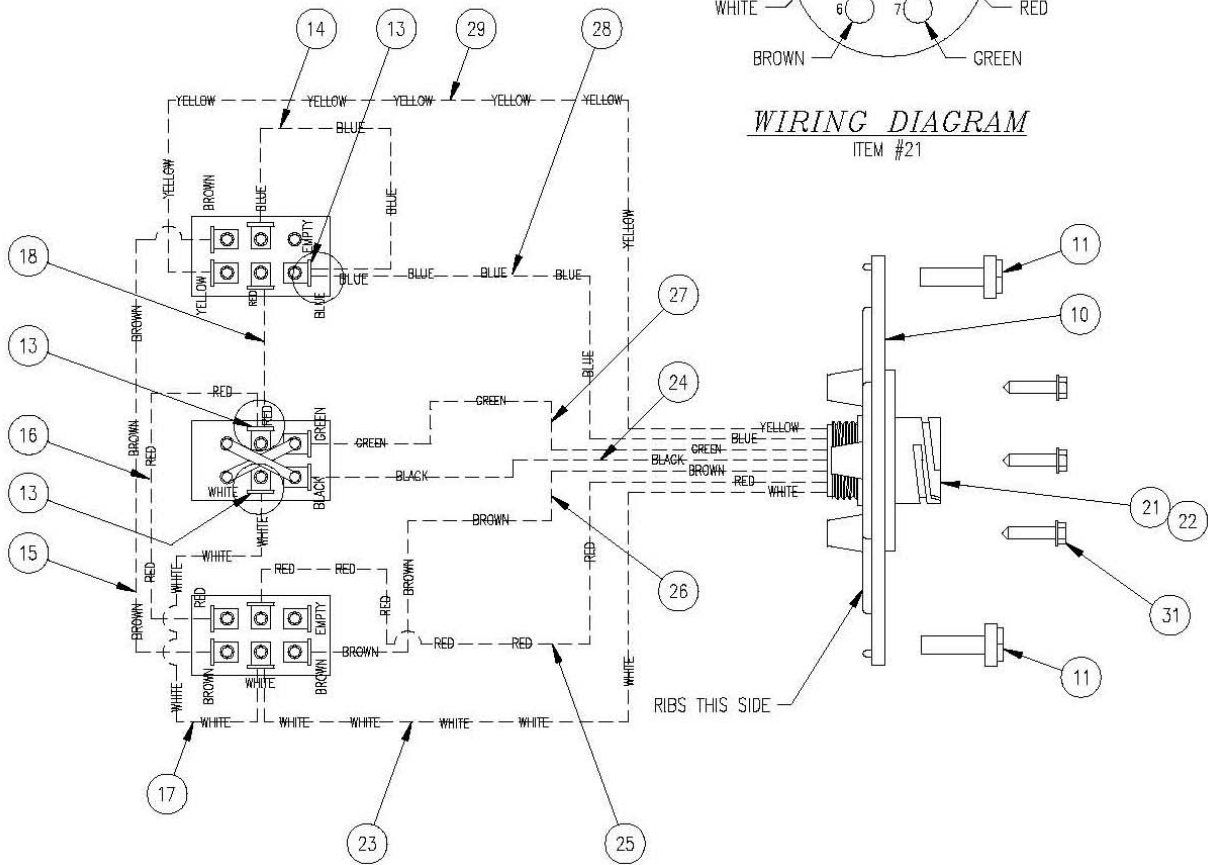 WHITE
6
7
RED
BROWN
GREEN
WIRING DIAGRAM
ITEM #21
14
13
29
28
YELLOW
YELLOW
YELLOW
YELLOW
YELLOW
BLUE
YELLOW
BROWN
BLUE
BLUE
YELLOW
EMPTY
18
13
YELLOW
RED
BLUE
BLUE
BLUE
BLUE
BLUE
27
11
10
BROWN
RED
RED
GREEN
GREEN
GREEN
BLUE
24
16
BROWN
RED
WHITE
BLACK
BLACK
YELLOW
BLUE
GREEN
BLACK
BROWN
RED
WHITE
13
WHITE
BROWN
21
22
15
RED
WHITE
WHITE
RED
RED
BROWN
RED
26
31
BROWN
RED
EMPTY
RED
BROWN
RED
RED
WHITE
BROWN
WHITE
BROWN
WHITE
11
RIBS THIS SIDE
WHITE
WHITE
WHITE
WHITE
WHITE
17
23
25